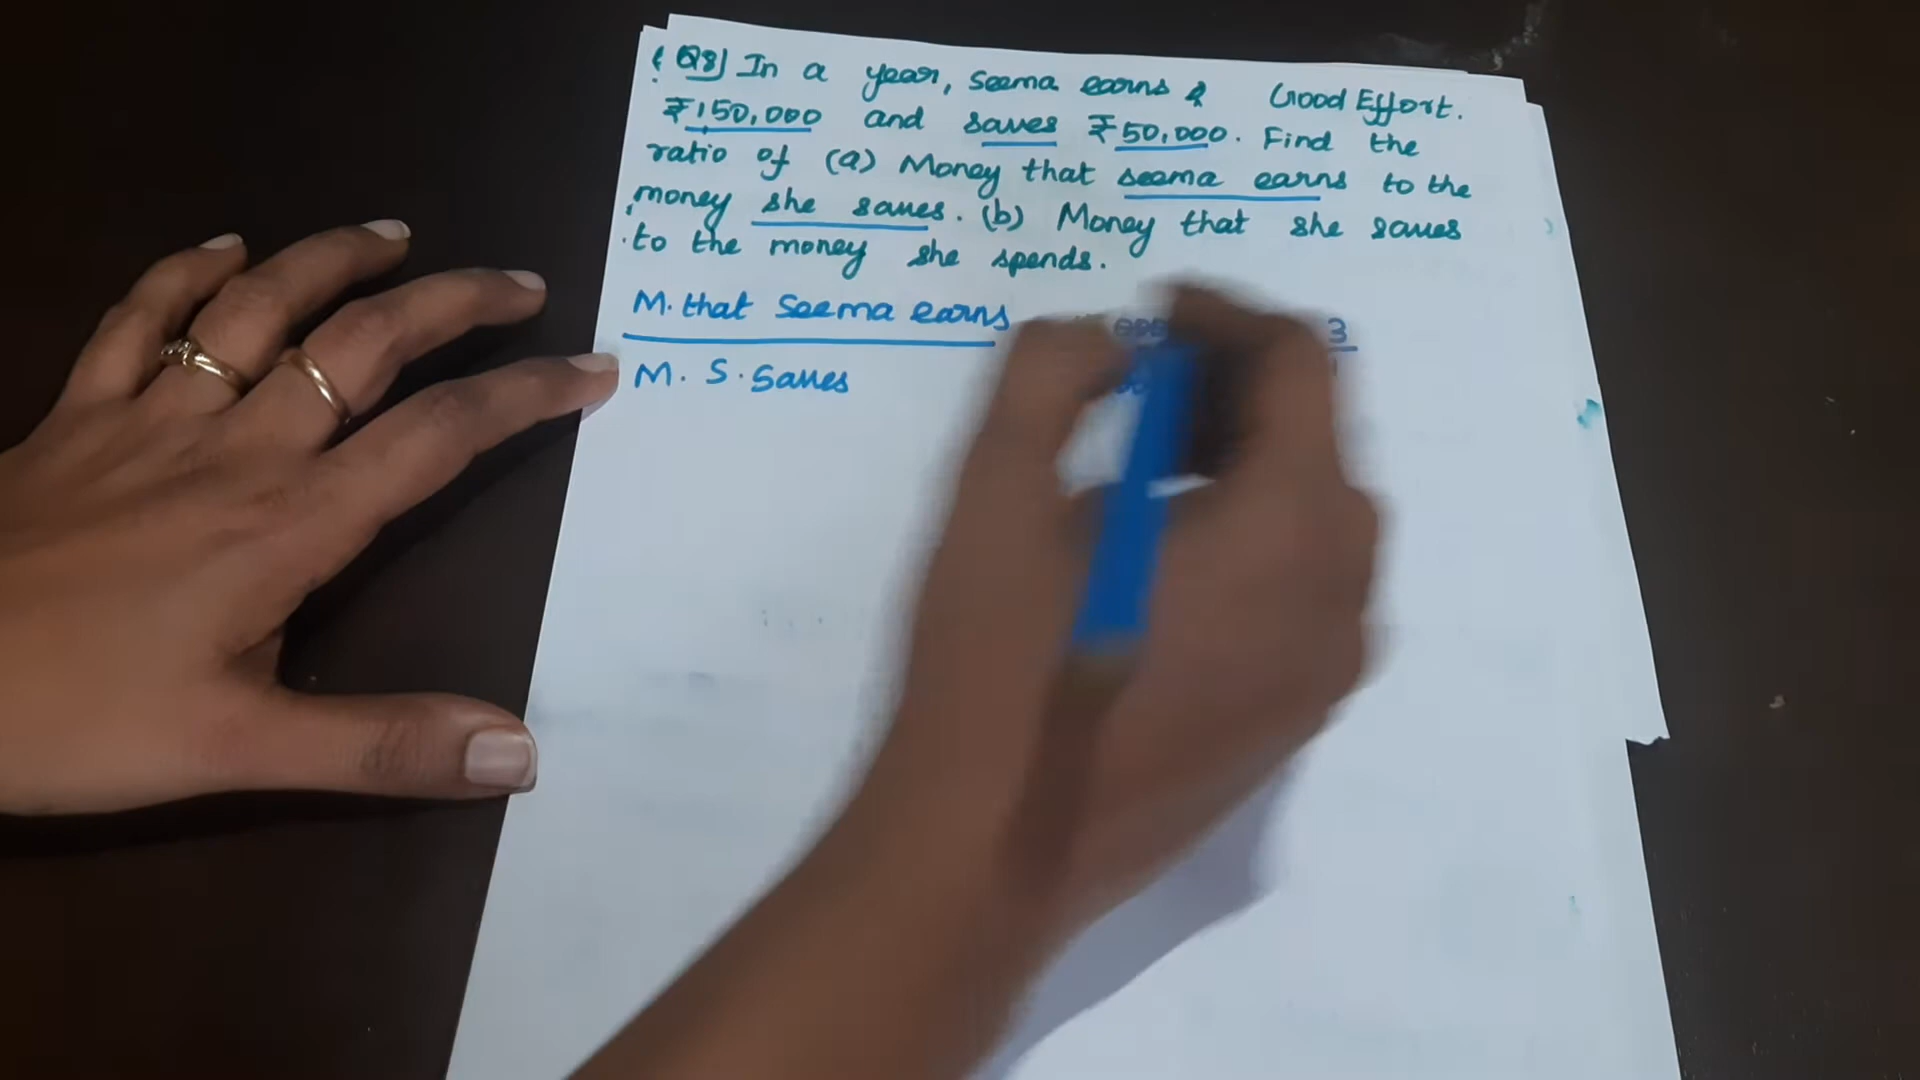 Q8) In a year, Seema earns
Good Effort.
₹150,000 and saves ₹50,000. Find the
ratio of (a) Money that seema earns to the
money she saves. (b) Money that she saves
to the money she spends.
M. that Seema earns
3
M. S. Saves